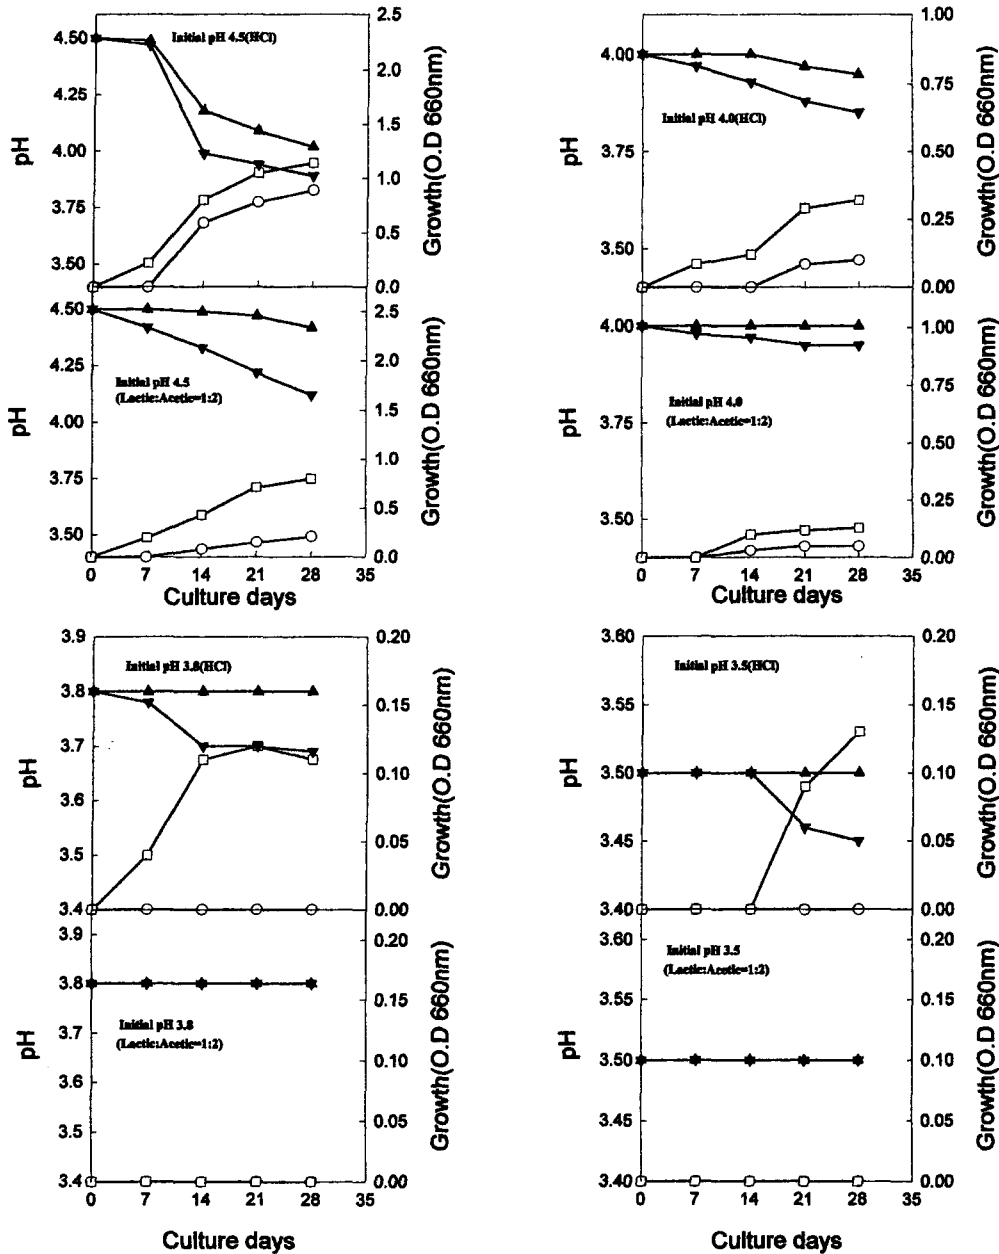 4.50
4.25
4.00
3.75
3.50
pH
Initial pH 4.5(HCl)
2.5
2.0
1.5
1.0
0.5
0.0
Growth(O.D 660nm)
4.00
3.75
3.50
pH
Initial pH 4.0(HCl)
1.00
0.75
0.50
0.25
0.00
Growth(O.D 660nm)
4.50
4.25
4.00
3.75
3.50
pH
Initial pH 4.5
(Lactic:Acetic=1:2)
2.5
2.0
1.5
1.0
0.5
0.0
Growth(O.D 660nm)
0 7 14 21 28 35
Culture days
4.00
3.75
3.50
pH
Initial pH 4.0
(Lactic:Acetic=1:2)
1.00
0.75
0.50
0.25
0.00
Growth(O.D 660nm)
0 7 14 21 28 35
Culture days
3.9
3.8
3.7
3.6
3.5
3.4
pH
Initial pH 3.8(HCl)
0.20
0.15
0.10
0.05
0.00
Growth(O.D 660nm)
3.60
3.55
3.50
3.45
3.40
pH
Initial pH 3.5(HCl)
0.20
0.15
0.10
0.05
0.00
Growth(O.D 660nm)
3.9
3.8
3.7
3.6
3.5
3.4
pH
Initial pH 3.8
(Lactic:Acetic=1:2)
0.20
0.15
0.10
0.05
0.00
Growth(O.D 660nm)
0 7 14 21 28 35
Culture days
3.60
3.55
3.50
3.45
3.40
pH
Initial pH 3.5
(Lactic:Acetic=1:2)
0.20
0.15
0.10
0.05
0.00
Growth(O.D 660nm)
0 7 14 21 28 35
Culture days